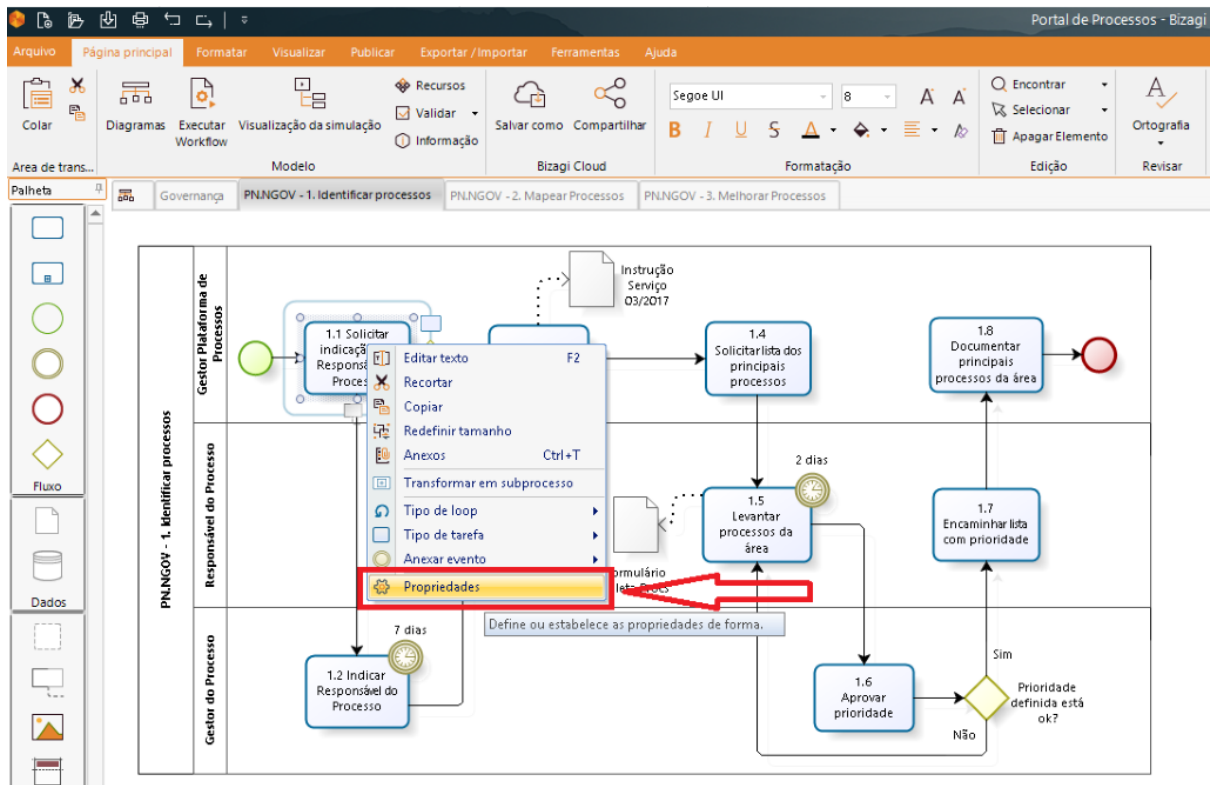 Portal de Processos - Bizagi
Arquivo
Página principal
Formatar
Visualizar
Publicar
Exportar / Importar
Ferramentas
Ajuda
Colar
Diagramas
Executar
Workflow
Visualização da simulação
Recursos
Validar
Informação
Salvar como
Compartilhar
Segoe UI
8
A
A
B
I
U
S
A
Encontrar
Selecionar
Apagar Elemento
Ortografia
Area de trans...
Modelo
Bizagi Cloud
Formatação
Edição
Revisar
Palheta
Governança
PN.NGOV - 1. Identificar processos
PN.NGOV - 2. Mapear Processos
PN.NGOV - 3. Melhorar Processos
Fluxo
Dados
PN.NGOV - 1. Identificar processos
Gestor Plataforma de
Processos
Responsável do Processo
Gestor do Processo
1.1 Solicitar
Instrução
Serviço
03/2017
1.4
Solicitar lista dos
principais
processos
1.8
Documentar
principais
processos da área
Editar texto F2
Recortar
Copiar
Redefinir tamanho
Anexos Ctrl+T
Transformar em subprocesso
Tipo de loop
Tipo de tarefa
Anexar evento
Propriedades
Define ou estabelece as propriedades de forma.
2 dias
1.5
Levantar
processos da
área
1.7
Encaminhar lista
com prioridade
7 dias
1.2 Indicar
Responsável do
Processo
1.6
Aprovar
prioridade
Sim
Prioridade
definida está
ok?
Não